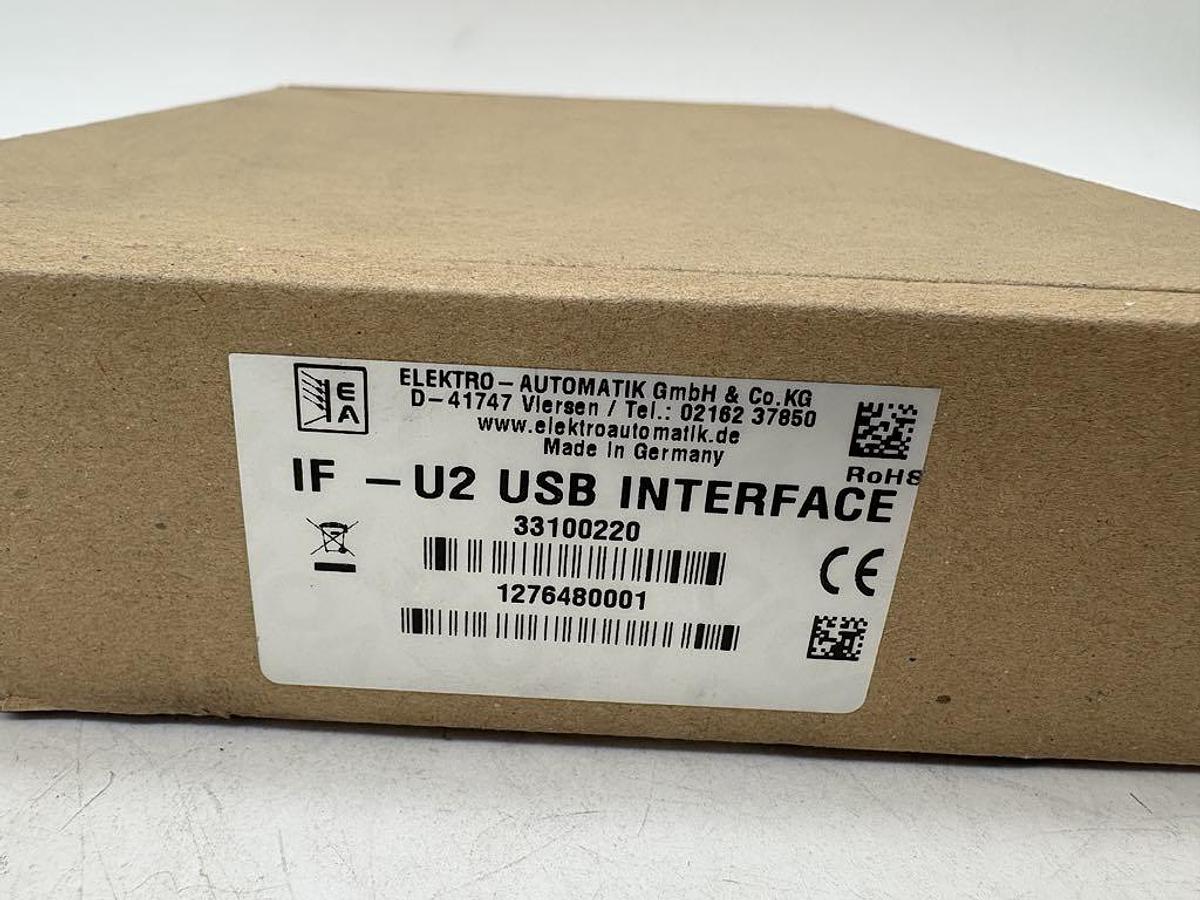 EA
ELEKTRO-AUTOMATIK GmbH & Co.KG
D-41747 Viersen / Tel.: 02162 37850
www.elektroautomatik.de
Made in Germany
RoHS
IF -U2 USB INTERFACE
33100220
CE
1276480001